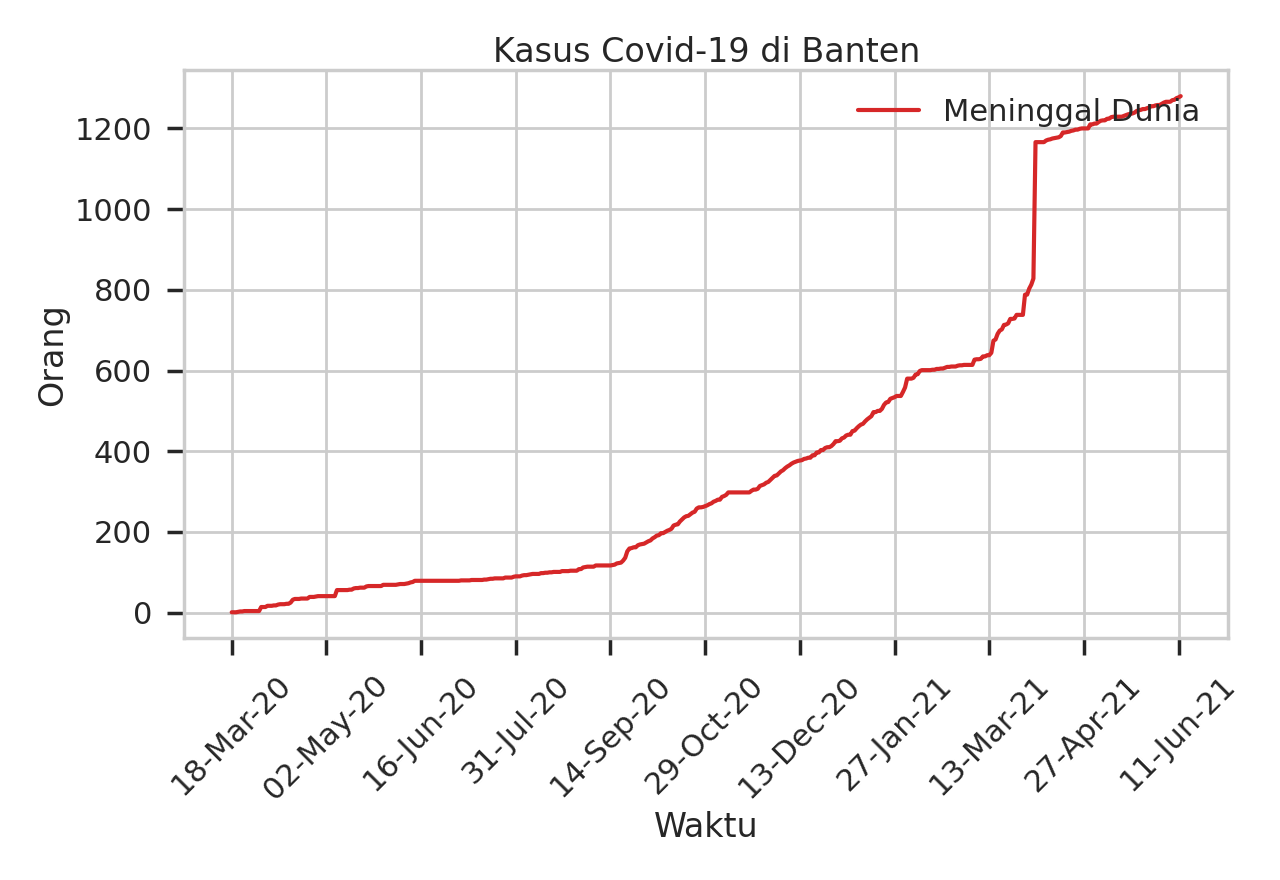 Kasus Covid-19 di Banten
Meninggal Dunia
Orang
1200
1000
800
600
400
200
0
18-Mar-20
02-May-20
16-Jun-20
31-Jul-20
14-Sep-20
29-Oct-20
13-Dec-20
27-Jan-21
13-Mar-21
27-Apr-21
11-Jun-21
Waktu